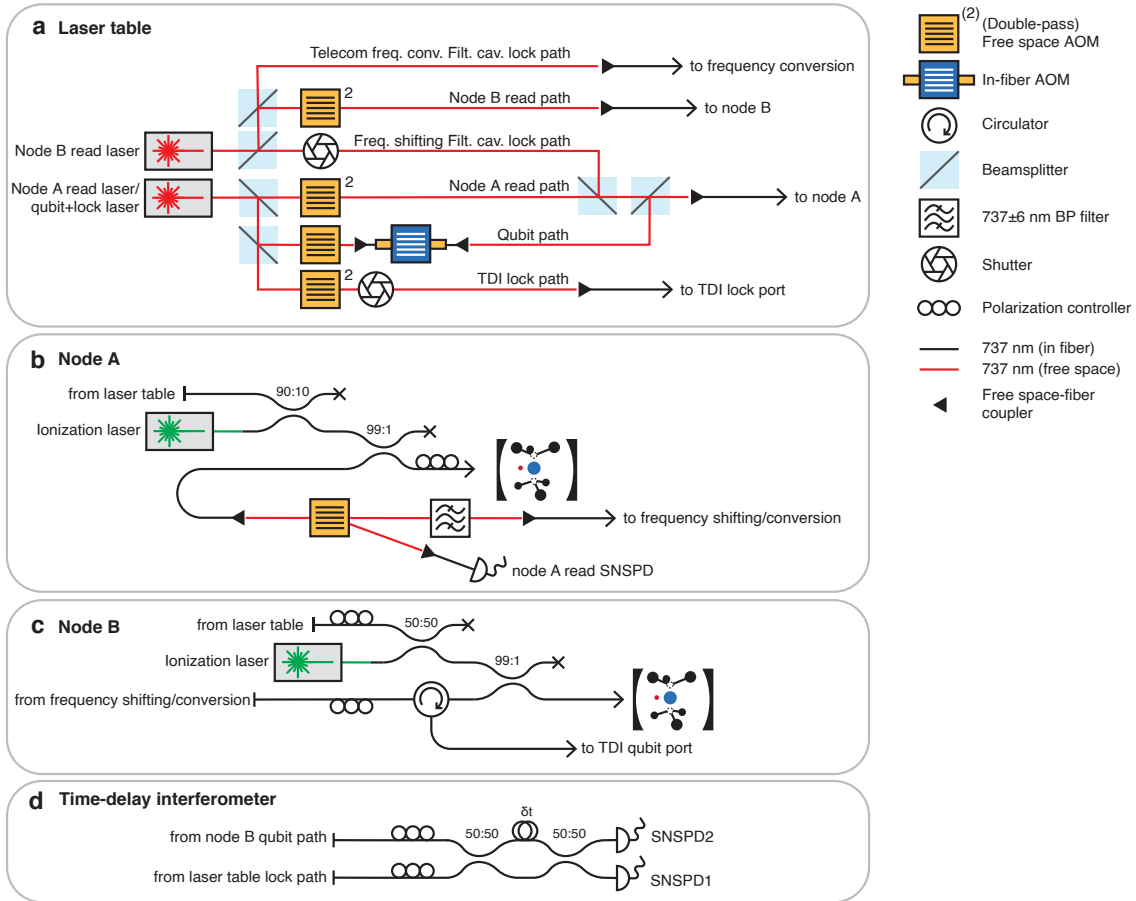 a Laser table
Telecom freq. conv. Filt. cav. lock path
to frequency conversion
2
Node B read path
to node B
Node B read laser
Freq. shifting Filt. cav. lock path
Node A read laser/
qubit+lock laser
2
Node A read path
to node A
Qubit path
2
TDI lock path
to TDI lock port
(2)
(Double-pass)
Free space AOM
In-fiber AOM
Circulator
Beamsplitter
737±6 nm BP filter
Shutter
Polarization controller
737 nm (in fiber)
737 nm (free space)
Free space-fiber
coupler
b Node A
from laser table
90:10
Ionization laser
99:1
to frequency shifting/conversion
node A read SNSPD
c Node B
from laser table
50:50
Ionization laser
99:1
from frequency shifting/conversion
to TDI qubit port
d Time-delay interferometer
δt
from node B qubit path
50:50
50:50
SNSPD2
from laser table lock path
SNSPD1